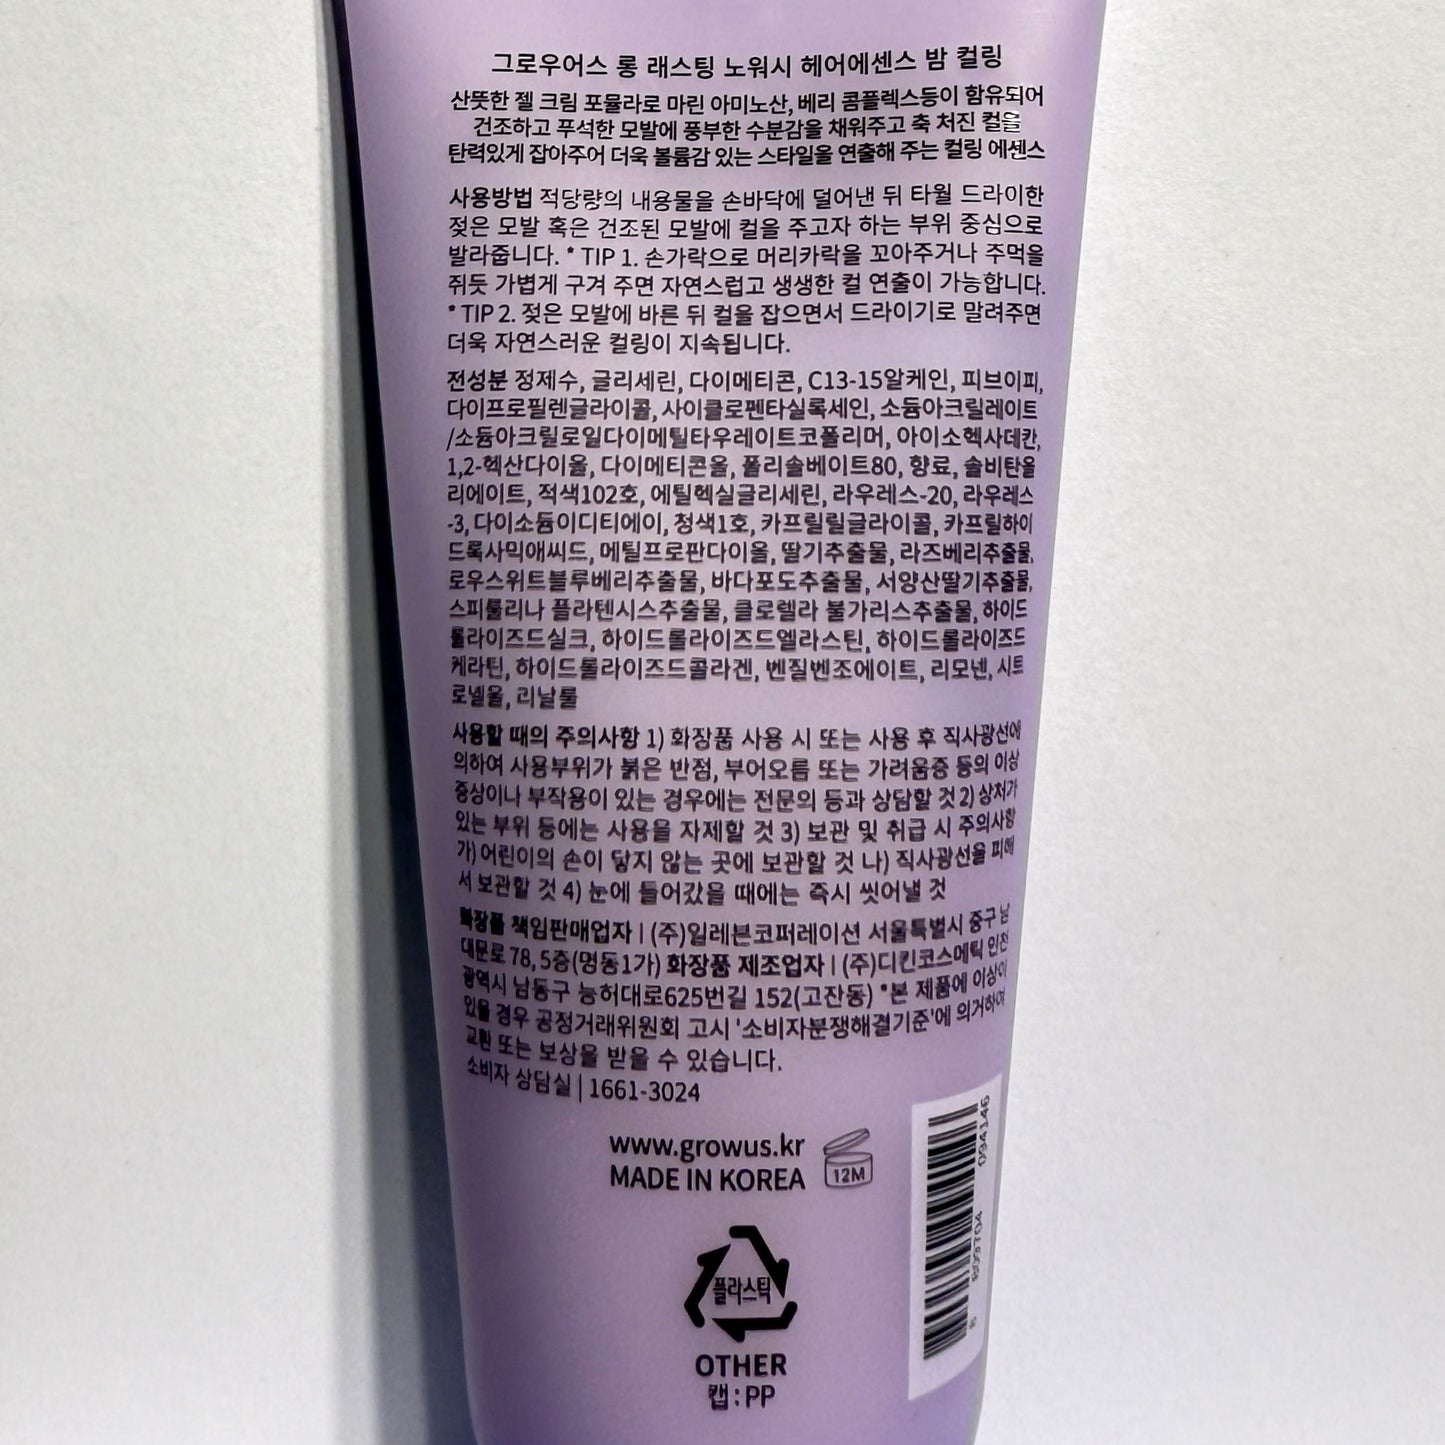 그로우어스 롱 래스팅 노워시 헤어에센스 밤 컬링
산뜻한 젤 크림 포뮬라로 마린 아미노산, 베리 콤플렉스등이 함유되어
건조하고 푸석한 모발에 풍부한 수분감을 채워주고 축 처진 컬을
탄력있게 잡아주어 더욱 볼륨감 있는 스타일을 연출해 주는 컬링 에센스
사용방법 적당량의 내용물을 손바닥에 덜어낸 뒤 타월 드라이한
젖은 모발 혹은 건조된 모발에 컬을 주고자 하는 부위 중심으로
발라줍니다. * TIP 1. 손가락으로 머리카락을 꼬아주거나 주먹을
쥐듯 가볍게 구겨 주면 자연스럽고 생생한 컬 연출이 가능합니다.
* TIP 2. 젖은 모발에 바른 뒤 컬을 잡으면서 드라이기로 말려주면
더욱 자연스러운 컬링이 지속됩니다.
전성분 정제수, 글리세린, 다이메티콘, C13-15알케인, 피브이피,
다이프로필렌글라이콜, 사이클로펜타실록세인, 소듐아크릴레이트
/소듐아크릴로일다이메틸타우레이트코폴리머, 아이소헥사데칸,
1,2-헥산다이올, 다이메티콘올, 폴리솔베이트80, 향료, 솔비탄올
리에이트, 적색102호, 에틸헥실글리세린, 라우레스-20, 라우레스
-3, 다이소듐이디티에이, 청색1호, 카프릴릴글라이콜, 카프릴하이
드록사믹애씨드, 메틸프로판다이올, 딸기추출물, 라즈베리추출물,
로우스위트블루베리추출물, 바다포도추출물, 서양산딸기추출물,
스피룰리나 플라텐시스추출물, 클로렐라 불가리스추출물, 하이드
롤라이즈드실크, 하이드롤라이즈드엘라스틴, 하이드롤라이즈드
케라틴, 하이드롤라이즈드콜라겐, 벤질벤조에이트, 리모넨, 시트
로넬올, 리날룰
사용할 때의 주의사항 1) 화장품 사용 시 또는 사용 후 직사광선에
의하여 사용부위가 붉은 반점, 부어오름 또는 가려움증 등의 이상
증상이나 부작용이 있는 경우에는 전문의 등과 상담할 것 2) 상처가
있는 부위 등에는 사용을 자제할 것 3) 보관 및 취급 시 주의사항
가) 어린이의 손이 닿지 않는 곳에 보관할 것 나) 직사광선을 피해
서 보관할 것 4) 눈에 들어갔을 때에는 즉시 씻어낼 것
화장품 책임판매업자 | (주)일레븐코퍼레이션 서울특별시 중구 남
대문로 78, 5층(명동1가) 화장품 제조업자 | (주)디킨코스메틱 인천
광역시 남동구 능허대로625번길 152(고잔동) *본 제품에 이상이
있을 경우 공정거래위원회 고시 '소비자분쟁해결기준'에 의거하여
교환 또는 보상을 받을 수 있습니다.
소비자 상담실 | 1661-3024
www.growus.kr
MADE IN KOREA
12M
플라스틱
OTHER
캡 : PP
8 809704 094146